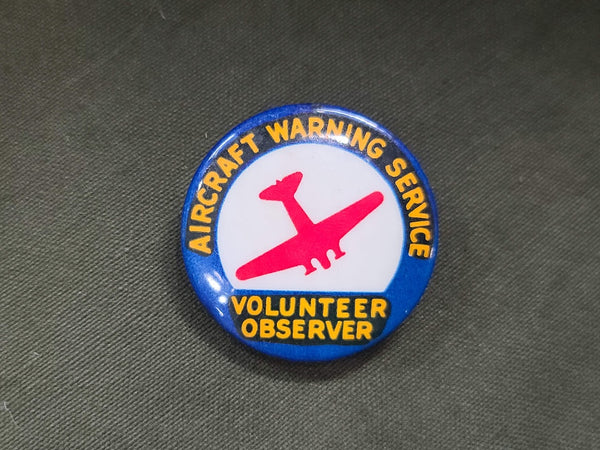 AIRCRAFT WARNING SERVICE
VOLUNTEER
OBSERVER